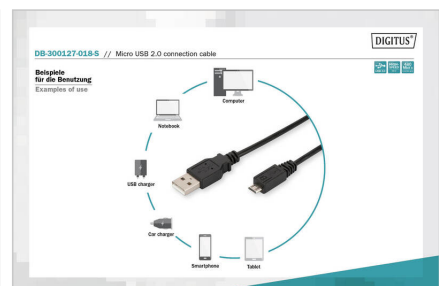 DIGITUS®
DB-300127-018-S // Micro USB 2.0 connection cable
Beispiele
für die Benutzung
Examples of use
Computer
Notebook
USB charger
Car charger
Smartphone
Tablet